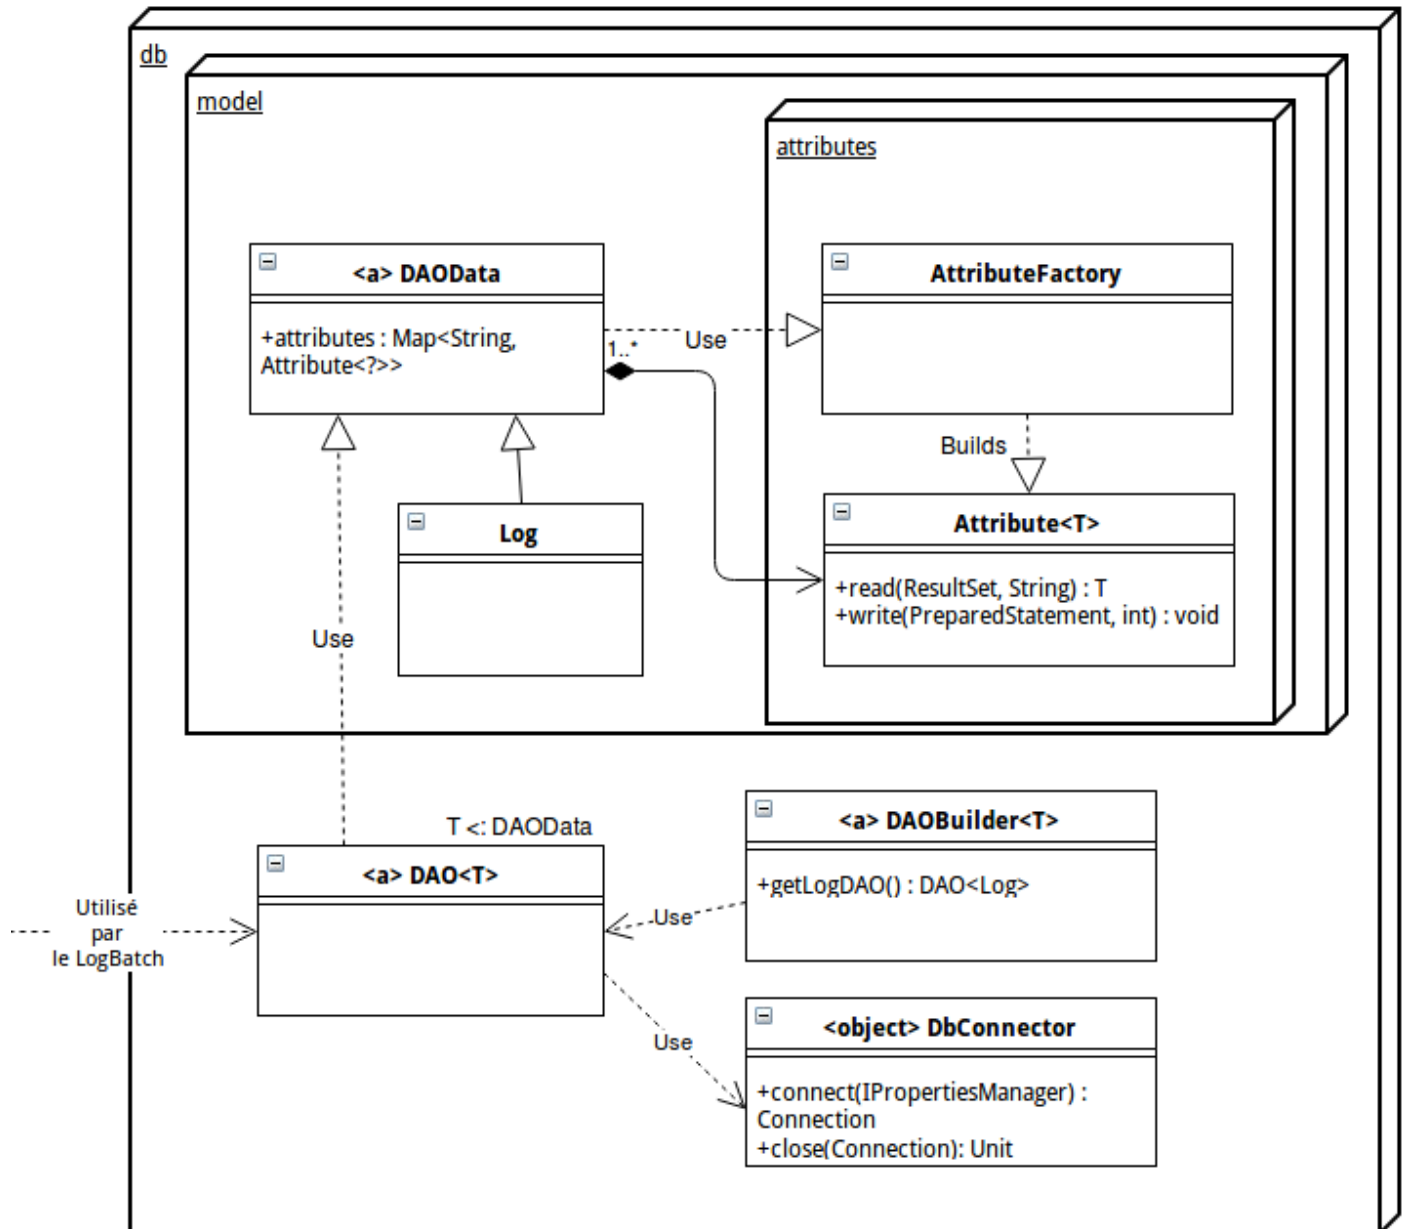 db
model
attributes
<a> DAOData
+attributes : Map<String,
Attribute<?>>
Use
1..*
AttributeFactory
Builds
Log
Attribute<T>
+read(ResultSet, String) : T
+write(PreparedStatement, int) : void
Use
T <: DAOData
<a> DAO<T>
Utilisé
par
le LogBatch
<a> DAOBuilder<T>
+getLogDAO() : DAO<Log>
Use
Use
<object> DbConnector
+connect(IPropertiesManager) :
Connection
+close(Connection): Unit